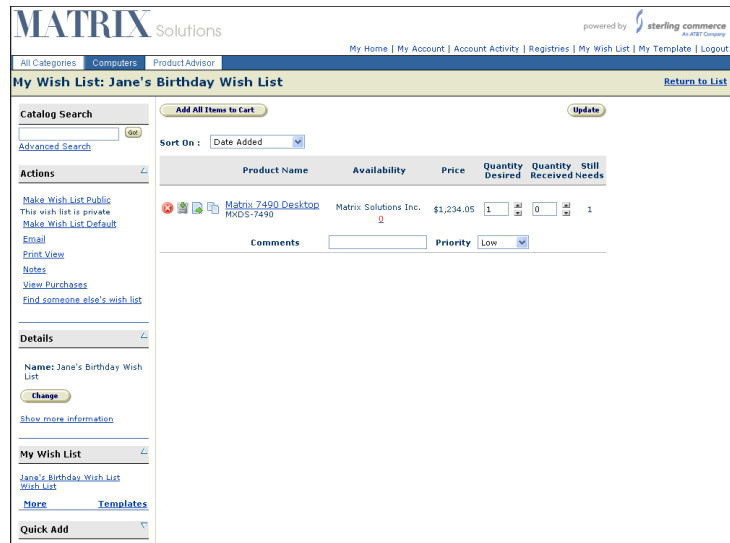 MATRIX Solutions
powered by sterling commerce
An AT&T Company
My Home | My Account | Account Activity | Registries | My Wish List | My Template | Logout
All Categories Computers Product Advisor
My Wish List: Jane's Birthday Wish List Return to List
Catalog Search
Go!
Advanced Search
Actions
Make Wish List Public
This wish list is private
Make Wish List Default
Email
Print View
Notes
View Purchases
Find someone else's wish list
Details
Name: Jane's Birthday Wish
List
Change
Show more information
My Wish List
Jane's Birthday Wish List
Wish List
More Templates
Quick Add
Add All Items to Cart Update
Sort On : Date Added
Product Name Availability Price Quantity Desired Quantity Received Still Needs
Matrix 7490 Desktop Matrix Solutions Inc. $1,234.05 1 0 1
MXDS-7490 0
Comments Priority Low